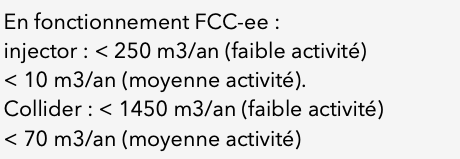 En fonctionnement FCC-ee :
injector : < 250 m3/an (faible activité)
< 10 m3/an (moyenne activité).
Collider : < 1450 m3/an (faible activité)
< 70 m3/an (moyenne activité)